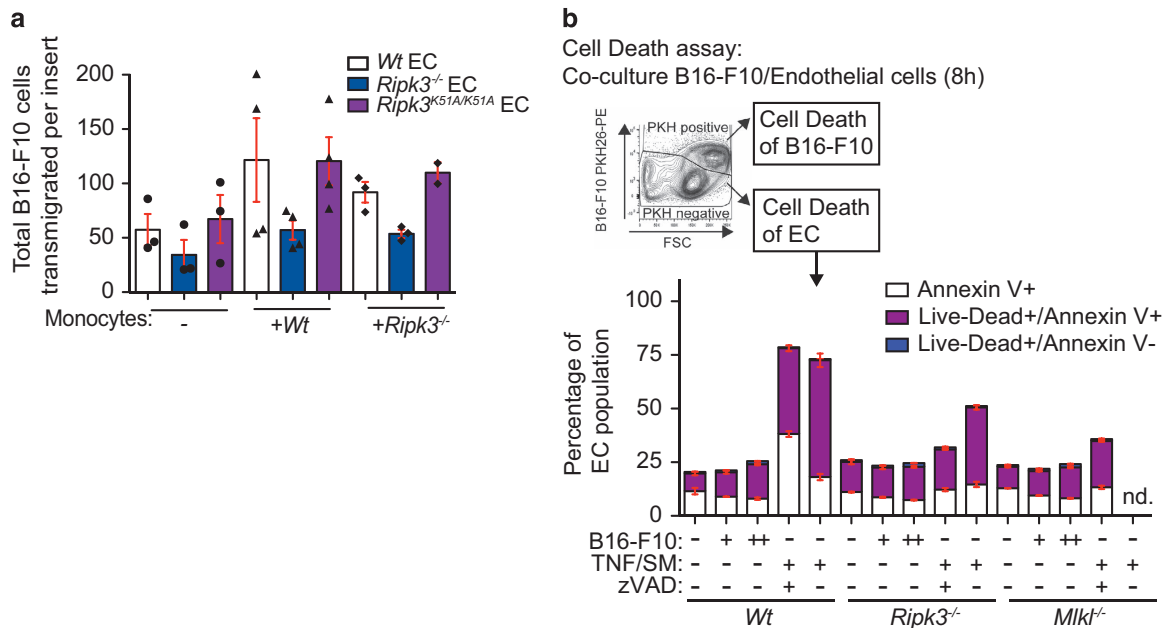 a
Total B16-F10 cells
transmigrated per insert
200
150
100
50
0
Wt EC
Ripk3-/- EC
Ripk3K51A/K51A EC
Monocytes: - +Wt +Ripk3-/-
b
Cell Death assay:
Co-culture B16-F10/Endothelial cells (8h)
B16-F10 PKH26-PE
PKH positive
PKH negative
FSC
Cell Death
of B16-F10
Cell Death
of EC
Percentage of
EC population
100
75
50
25
0
Annexin V+
Live-Dead+/Annexin V+
Live-Dead+/Annexin V-
nd.
B16-F10: - + ++ - - - + ++ - - - + ++ - -
TNF/SM: - - - + + - - - + + - - - + +
zVAD: - - - + - - - - + - - - - + -
Wt Ripk3-/- Mlkl-/-